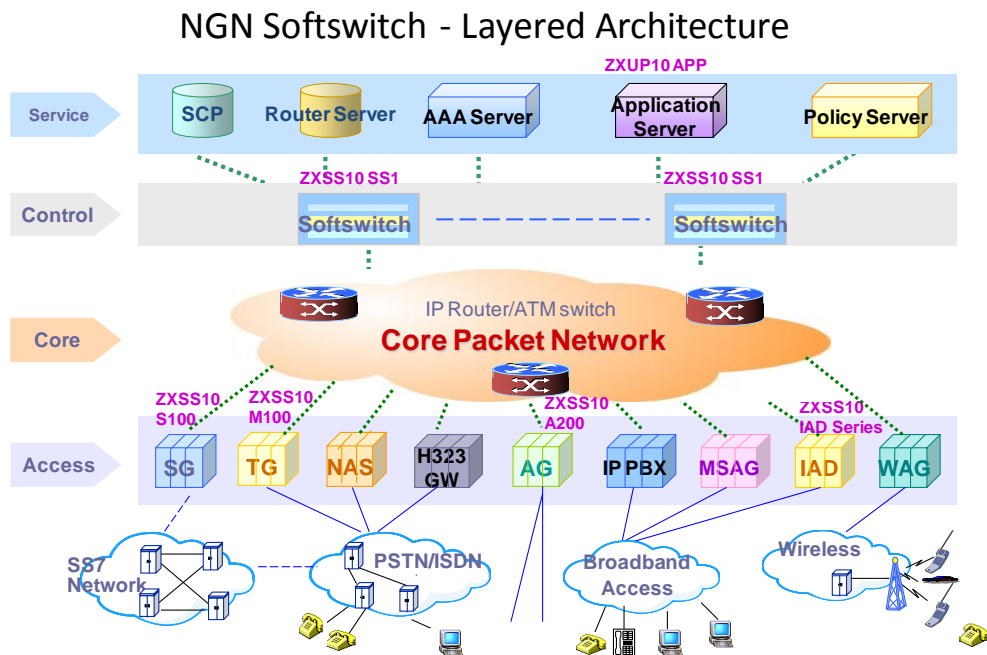 NGN Softswitch - Layered Architecture
ZXUP10 APP
Service
SCP
Router Server
AAA Server
Application
Server
Policy Server
ZXSS10 SS1
ZXSS10 SS1
Control
Softswitch
Softswitch
IP Router/ATM switch
Core
Core Packet Network
ZXSS10
S100
ZXSS10
M100
ZXSS10
A200
ZXSS10
IAD Series
Access
SG
TG
NAS
H323
GW
AG
IP PBX
MSAG
IAD
WAG
SS7
Network
PSTN/ISDN
Broadband
Access
Wireless